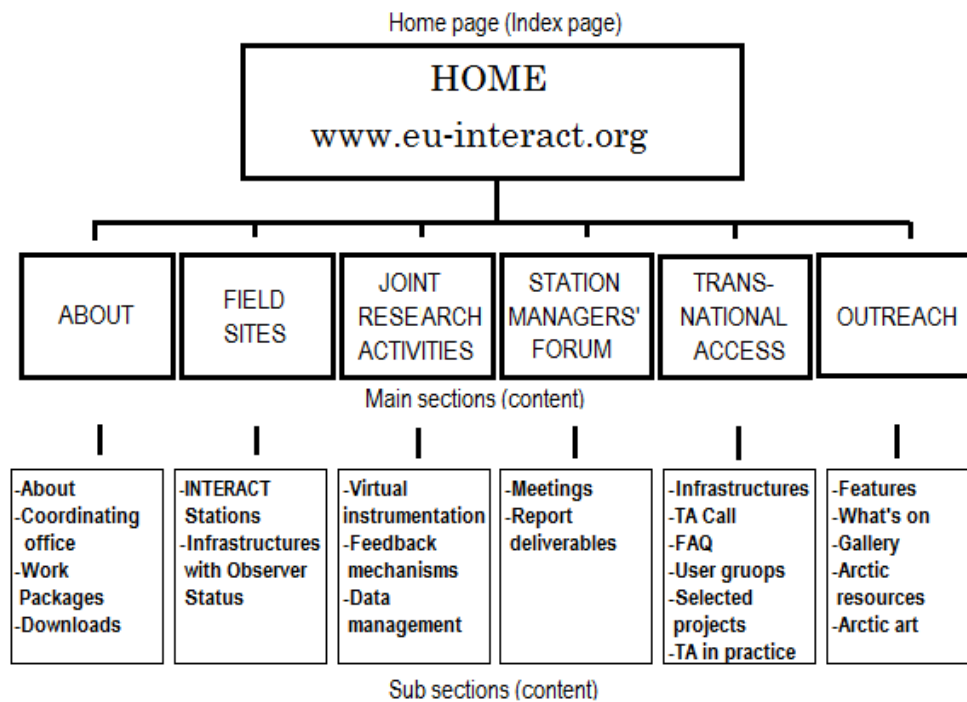 Home page (Index page)
HOME
www.eu-interact.org
ABOUT
FIELD
SITES
JOINT
RESEARCH
ACTIVITIES
STATION
MANAGERS'
FORUM
TRANS-
NATIONAL
ACCESS
OUTREACH
Main sections (content)
-About
-Coordinating
office
-Work
Packages
-Downloads
-INTERACT
Stations
-Infrastructures
with Observer
Status
-Virtual
instrumentation
-Feedback
mechanisms
-Data
management
-Meetings
-Report
deliverables
-Infrastructures
-TA Call
-FAQ
-User gruops
-Selected
projects
-TA in practice
-Features
-What's on
-Gallery
-Arctic
resources
-Arctic art
Sub sections (content)